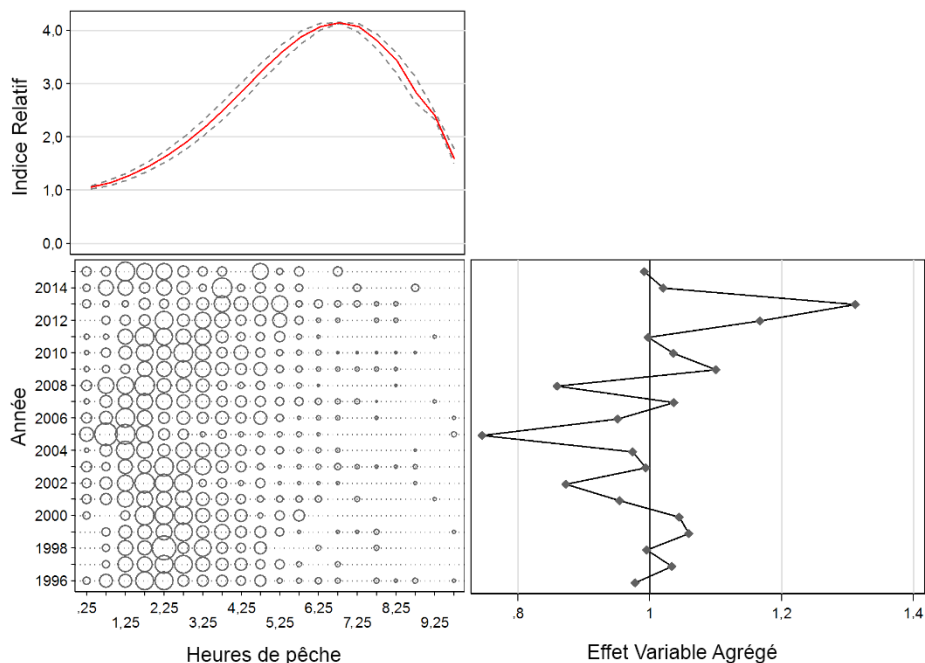 Indice Relatif
4,0
3,0
2,0
1,0
0,0
Année
2014
2012
2010
2008
2006
2004
2002
2000
1998
1996
,25 2,25 4,25 6,25 8,25
1,25 3,25 5,25 7,25 9,25
Heures de pêche
,8 1 1,2 1,4
Effet Variable Agrégé